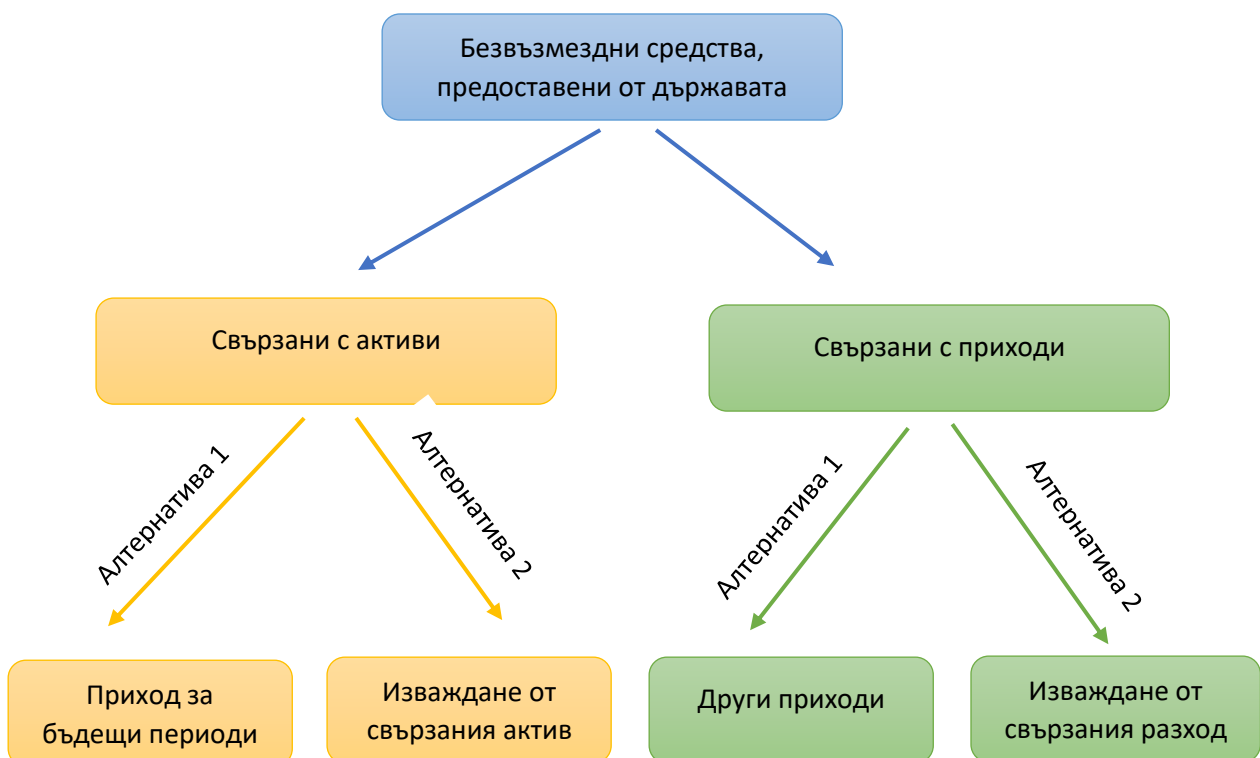 Безвъзмездни средства,
предоставени от държавата
Свързани с активи
Свързани с приходи
Алтернатива 1
Алтернатива 2
Алтернатива 1
Алтернатива 2
Приход за
бъдещи периоди
Изваждане от
свързания актив
Други приходи
Изваждане от
свързания разход